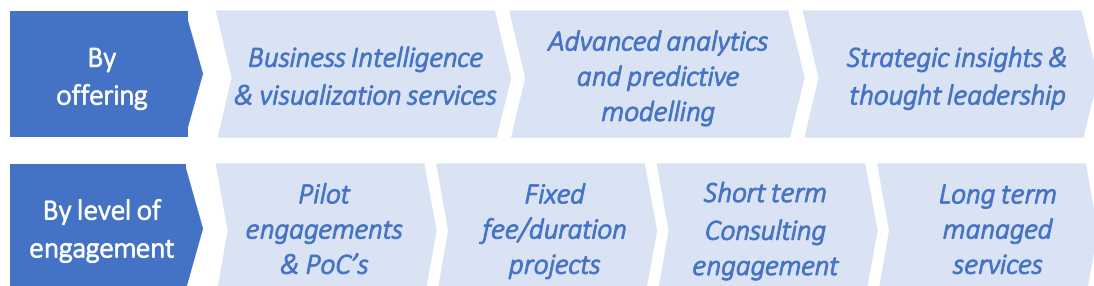 By
offering
Business Intelligence
& visualization services
Advanced analytics
and predictive
modelling
Strategic insights &
thought leadership
By level of
engagement
Pilot
engagements
& PoC’s
Fixed
fee/duration
projects
Short term
Consulting
engagement
Long term
managed
services